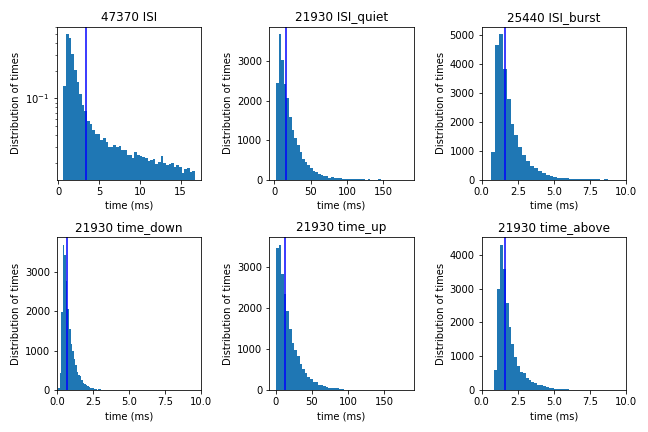 47370 ISI
Distribution of times
10⁻¹
0 5 10 15
time (ms)
21930 ISI_quiet
Distribution of times
3000
2000
1000
0
0 50 100 150
time (ms)
25440 ISI_burst
Distribution of times
5000
4000
3000
2000
1000
0
0.0 2.5 5.0 7.5 10.0
time (ms)
21930 time_down
Distribution of times
3000
2000
1000
0
0.0 2.5 5.0 7.5 10.0
time (ms)
21930 time_up
Distribution of times
3000
2000
1000
0
0 50 100 150
time (ms)
21930 time_above
Distribution of times
4000
3000
2000
1000
0
0.0 2.5 5.0 7.5 10.0
time (ms)